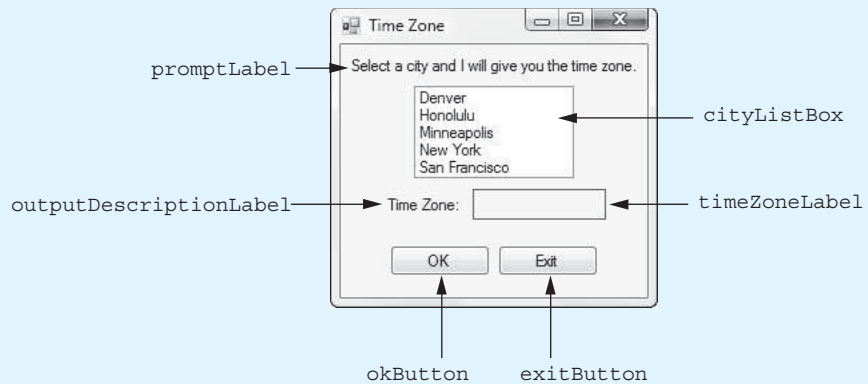 Time Zone
promptLabel
Select a city and I will give you the time zone.
Denver
Honolulu
Minneapolis
New York
San Francisco
cityListBox
outputDescriptionLabel
Time Zone:
timeZoneLabel
OK
Exit
okButton
exitButton